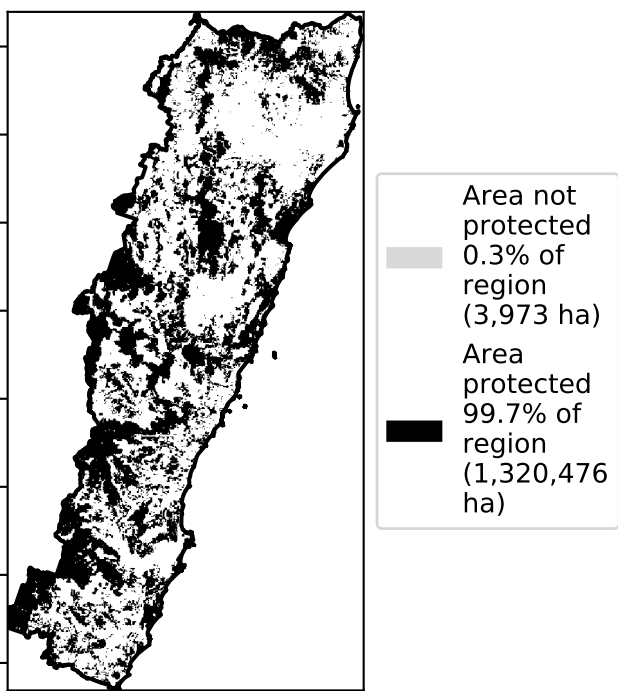 Area not
protected
0.3% of
region
(3,973 ha)
Area
protected
99.7% of
region
(1,320,476
ha)